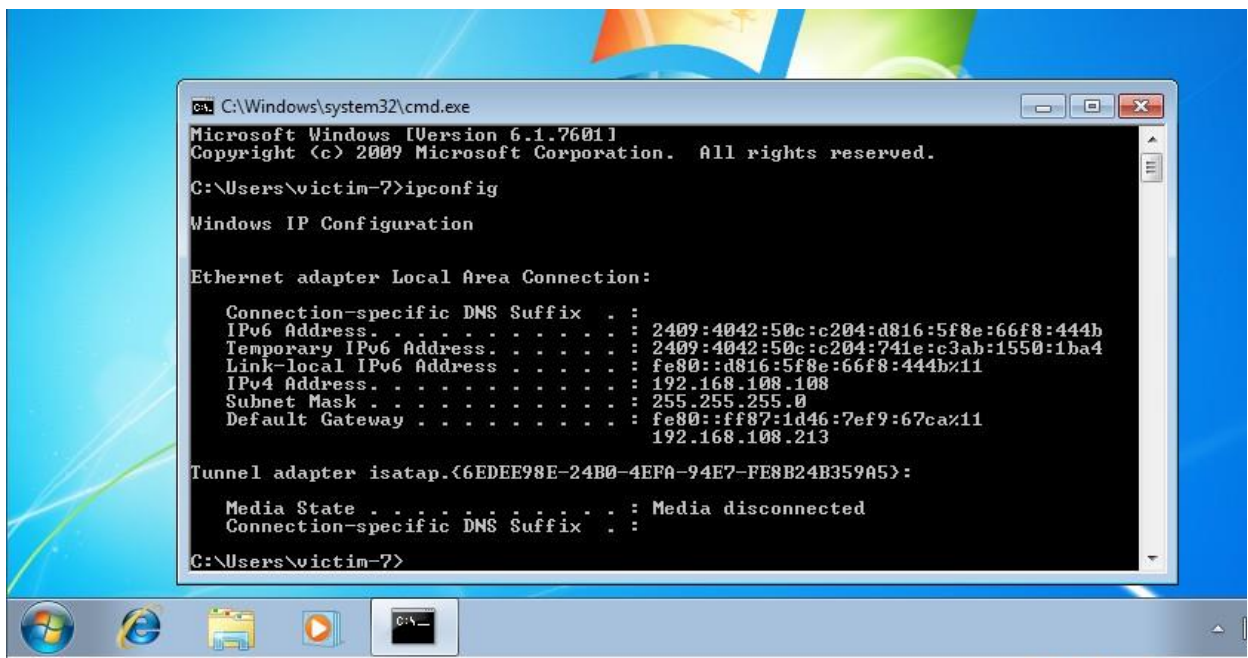 C:\Windows\system32\cmd.exe
Microsoft Windows [Version 6.1.7601]
Copyright (c) 2009 Microsoft Corporation.  All rights reserved.
C:\Users\victim-7>ipconfig
Windows IP Configuration
Ethernet adapter Local Area Connection:
Connection-specific DNS Suffix  . :
IPv6 Address. . . . . . . . . . . : 2409:4042:50c:c204:d816:5f8e:66f8:444b
Temporary IPv6 Address. . . . . . : 2409:4042:50c:c204:741e:c3ab:1550:1ba4
Link-local IPv6 Address . . . . . : fe80::d816:5f8e:66f8:444b%11
IPv4 Address. . . . . . . . . . . : 192.168.108.108
Subnet Mask . . . . . . . . . . . : 255.255.255.0
Default Gateway . . . . . . . . . : fe80::ff87:1d46:7ef9:67ca%11
192.168.108.213
Tunnel adapter isatap.{6EDEE98E-24B0-4EFA-94E7-FE8B24B359A5}:
Media State . . . . . . . . . . . : Media disconnected
Connection-specific DNS Suffix  . :
C:\Users\victim-7>